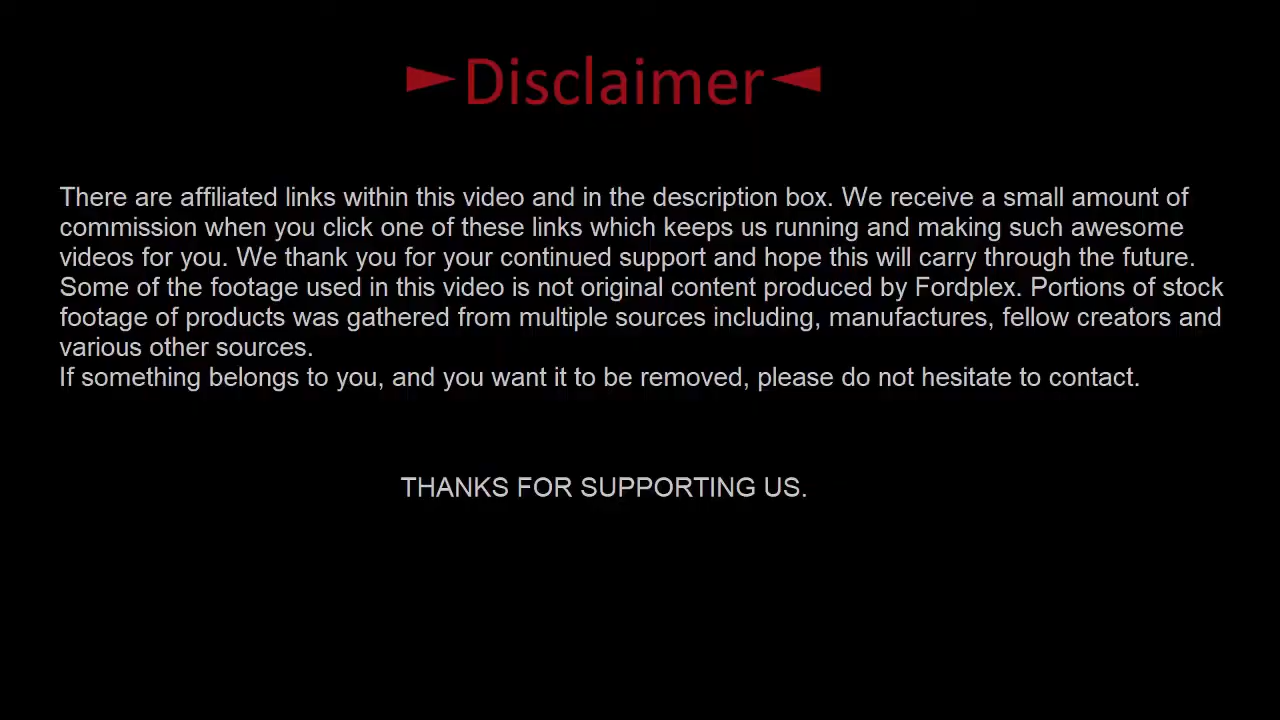 ►Disclaimer◄
There are affiliated links within this video and in the description box. We receive a small amount of
commission when you click one of these links which keeps us running and making such awesome
videos for you. We thank you for your continued support and hope this will carry through the future.
Some of the footage used in this video is not original content produced by Fordplex. Portions of stock
footage of products was gathered from multiple sources including, manufactures, fellow creators and
various other sources.
If something belongs to you, and you want it to be removed, please do not hesitate to contact.
THANKS FOR SUPPORTING US.